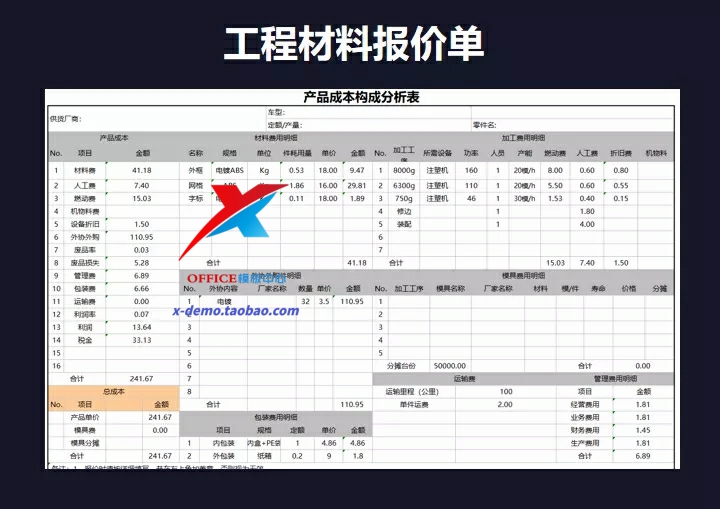 工程材料报价单
产品成本构成分析表
供货厂商: 车型:
定额/产量: 零件名:
产品成本 材料费用明细 加工费用明细
No. 项目 金额 名称 规格 单位 件耗用量 单价 金额 No. 加工工序 所需设备 功率 人员 产能 燃动费 人工费 折旧费 机物料
1 材料费 41.18 外框 电镀ABS Kg 0.53 18.00 9.47 1 8000g 注塑机 160 1 20模/h 8.00 0.60 0.80
2 人工费 7.40 网格 ABS 1.86 16.00 29.81 2 6300g 注塑机 110 1 20模/h 5.50 0.60 0.55
3 燃动费 15.03 字标 0.11 18.00 1.89 3 750g 注塑机 46 1 30模/h 1.53 0.40 0.15
4 机物料费 4 修边 1 1.80
5 设备折旧 1.50 5 装配 1 4.00
6 外协外购 110.95 6
7 废品率 0.03
8 废品损失 5.28 合计 41.18 合计 15.03 7.40 1.50
9 管理费 6.89 外协外购件明细 模具费用明细
10 包装费 6.66 No. 外协内容 厂家名称 数量 单价 金额 No. 加工工序 模具名称 厂家名称 材料 模/件 寿命 价格 分摊
11 运输费 0.00 1 电镀 32 3.5 110.95 1
12 利润率 0.07 2
13 利润 13.64 3 3
14 税金 33.13 4 4
15 5 5
16 6 分摊台份 50000.00 合计 0.00
合计 241.67 7 运输费 管理费用明细
总成本 8 运输里程（公里） 100 项目 金额
No. 项目 金额 合计 110.95 单件运费 2.00 经营费用 1.81
产品单价 241.67 包装费用明细 业务费用 1.81
模具费 0.00 项目 规格 定额 单价 金额 财务费用 1.45
模具分摊 1 内包装 内盒+PE袋 1 4.86 4.86 生产费用 1.81
合计 241.67 2 外包装 纸箱 0.2 9 1.8 合计 6.89
OFFICE模板中心
x-demo.taobao.com